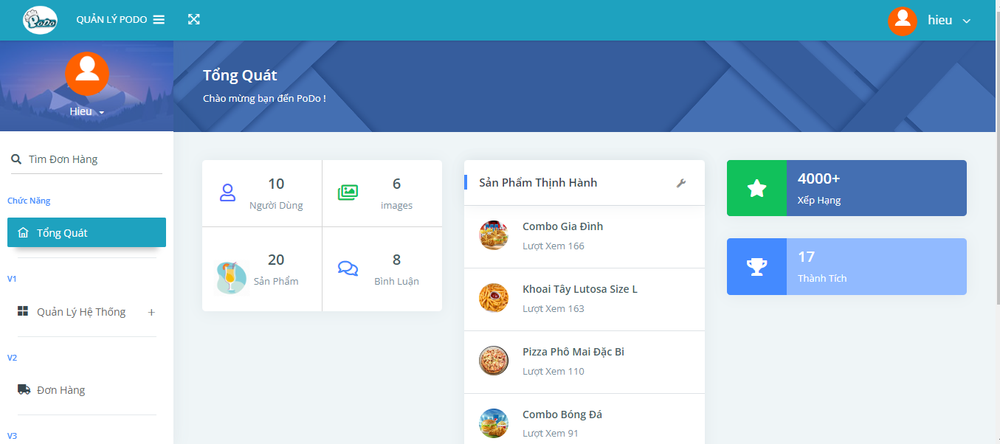 PoDo
QUẢN LÝ PODO
hieu
Hieu
Tổng Quát
Chào mừng bạn đến PoDo !
Tìm Đơn Hàng
Chức Năng
Tổng Quát
V1
Quản Lý Hệ Thống
V2
Đơn Hàng
V3
10
Người Dùng
6
images
20
Sản Phẩm
8
Bình Luận
Sản Phẩm Thịnh Hành
Combo Gia Đình
Lượt Xem 166
Khoai Tây Lutosa Size L
Lượt Xem 163
Pizza Phô Mai Đặc Bi
Lượt Xem 110
Combo Bóng Đá
Lượt Xem 91
4000+
Xếp Hạng
17
Thành Tích